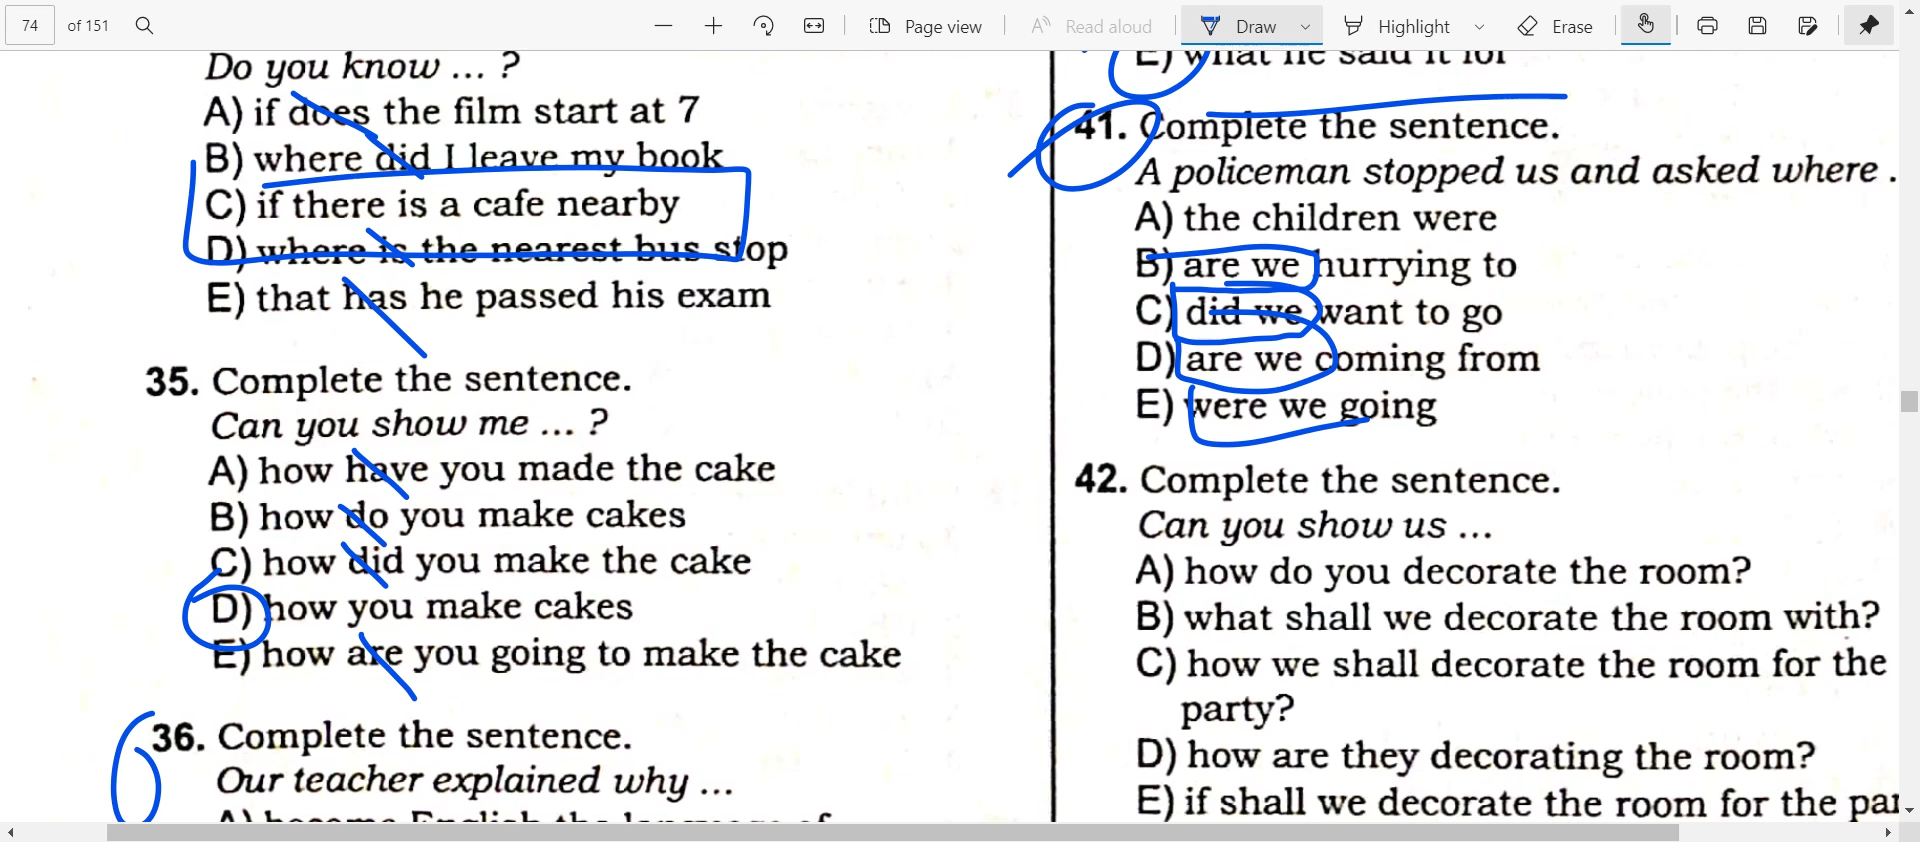 74 of 151 Page view Read aloud Draw Highlight Erase
Do you know ... ?
A) if does the film start at 7
B) where did I leave my book
C) if there is a cafe nearby
D) where is the nearest bus stop
E) that has he passed his exam
35. Complete the sentence.
Can you show me ... ?
A) how have you made the cake
B) how do you make cakes
C) how did you make the cake
D) how you make cakes
E) how are you going to make the cake
36. Complete the sentence.
Our teacher explained why ...
E) what he said it for
41. Complete the sentence.
A policeman stopped us and asked where .
A) the children were
B) are we hurrying to
C) did we want to go
D) are we coming from
E) were we going
42. Complete the sentence.
Can you show us ...
A) how do you decorate the room?
B) what shall we decorate the room with?
C) how we shall decorate the room for the
party?
D) how are they decorating the room?
E) if shall we decorate the room for the